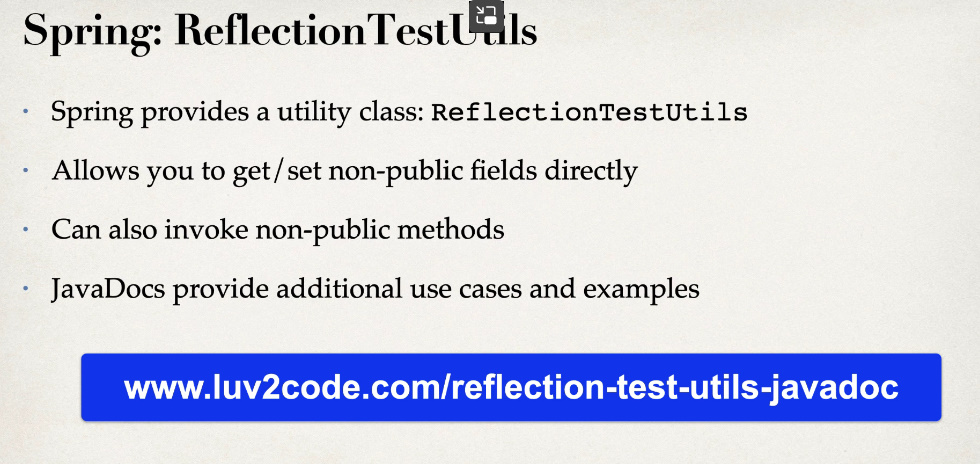 Spring: ReflectionTestUtils
• Spring provides a utility class: ReflectionTestUtils
• Allows you to get/set non-public fields directly
• Can also invoke non-public methods
• JavaDocs provide additional use cases and examples
www.luv2code.com/reflection-test-utils-javadoc